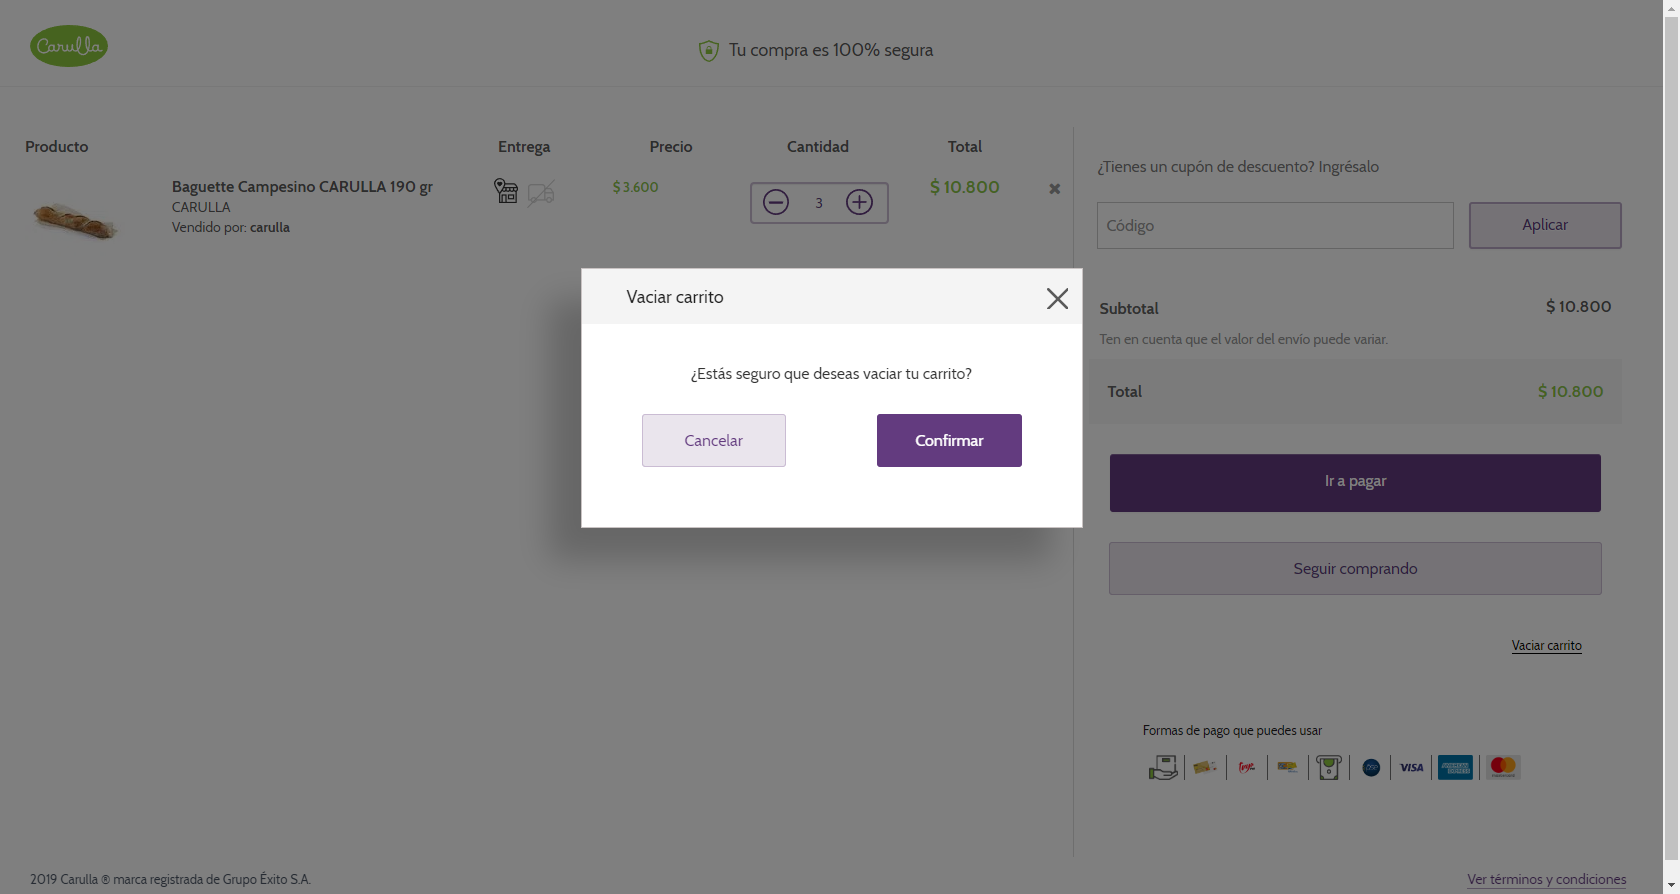 Carulla
Tu compra es 100% segura
Producto
Entrega
Precio
Cantidad
Total
Baguette Campesino CARULLA 190 gr
CARULLA
Vendido por: carulla
$ 3.600
3
$ 10.800
¿Tienes un cupón de descuento? Ingrésalo
Código
Aplicar
Subtotal
$ 10.800
Ten en cuenta que el valor del envío puede variar.
Total
$ 10.800
Ir a pagar
Seguir comprando
Vaciar carrito
Vaciar carrito
¿Estás seguro que deseas vaciar tu carrito?
Cancelar
Confirmar
Formas de pago que puedes usar
VISA
2019 Carulla ® marca registrada de Grupo Éxito S.A.
Ver términos y condiciones